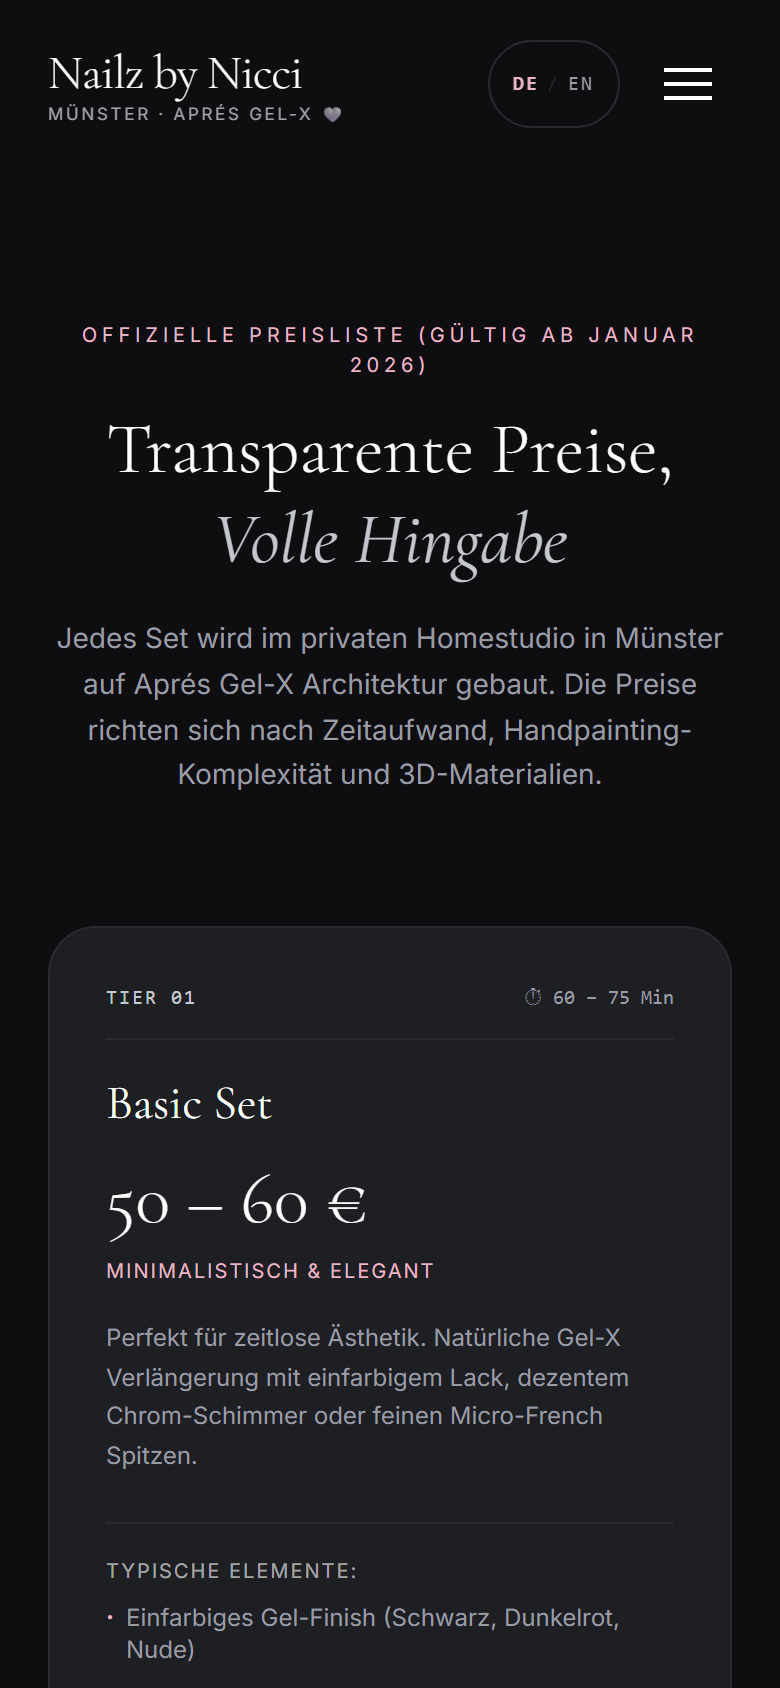 Nailz by Nicci
MÜNSTER · APRÉS GEL-X 🩶
DE / EN
OFFIZIELLE PREISLISTE (GÜLTIG AB JANUAR
2026)
Transparente Preise,
Volle Hingabe
Jedes Set wird im privaten Homestudio in Münster
auf Aprés Gel-X Architektur gebaut. Die Preise
richten sich nach Zeitaufwand, Handpainting-
Komplexität und 3D-Materialien.
TIER 01
⏱ 60 – 75 Min
Basic Set
50 – 60 €
MINIMALISTISCH & ELEGANT
Perfekt für zeitlose Ästhetik. Natürliche Gel-X
Verlängerung mit einfarbigem Lack, dezentem
Chrom-Schimmer oder feinen Micro-French
Spitzen.
TYPISCHE ELEMENTE:
• Einfarbiges Gel-Finish (Schwarz, Dunkelrot,
Nude)